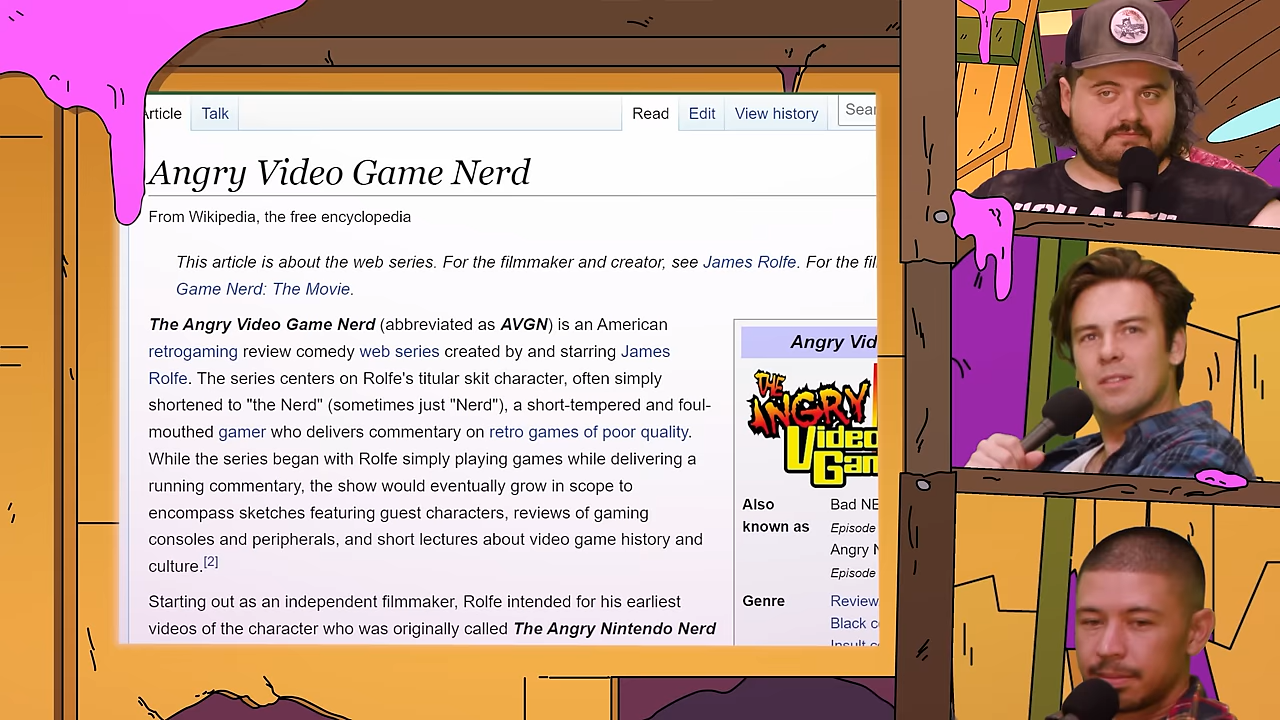 Article Talk Read Edit View history Sear
Angry Video Game Nerd
From Wikipedia, the free encyclopedia
This article is about the web series. For the filmmaker and creator, see James Rolfe. For the fil
Game Nerd: The Movie.
The Angry Video Game Nerd (abbreviated as AVGN) is an American
retrogaming review comedy web series created by and starring James
Rolfe. The series centers on Rolfe's titular skit character, often simply
shortened to "the Nerd" (sometimes just "Nerd"), a short-tempered and foul-
mouthed gamer who delivers commentary on retro games of poor quality.
While the series began with Rolfe simply playing games while delivering a
running commentary, the show would eventually grow in scope to
encompass sketches featuring guest characters, reviews of gaming
consoles and peripherals, and short lectures about video game history and
culture.[2]
Starting out as an independent filmmaker, Rolfe intended for his earliest
videos of the character who was originally called The Angry Nintendo Nerd
Angry Vid
THE
ANGRY
Video
Gam
Also known as
Bad NE
Episode
Angry N
Episode
Genre
Review
Black c
Insult c